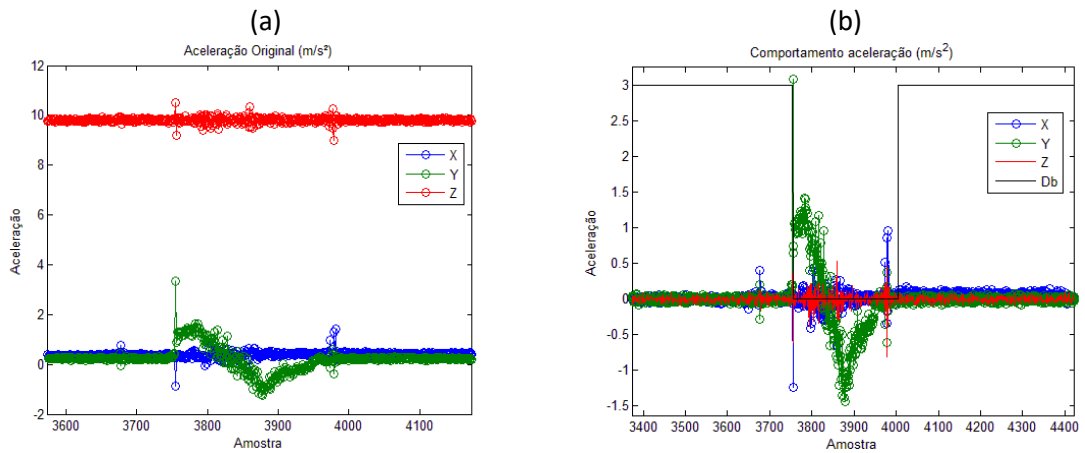 (a)
Aceleração Original (m/s²)
12
10
8
6
4
2
0
-2
Aceleração
X
Y
Z
3600 3700 3800 3900 4000 4100
Amostra
(b)
Comportamento aceleração (m/s²)
3
2.5
2
1.5
1
0.5
0
-0.5
-1
-1.5
Aceleração
X
Y
Z
Db
3400 3500 3600 3700 3800 3900 4000 4100 4200 4300 4400
Amostra